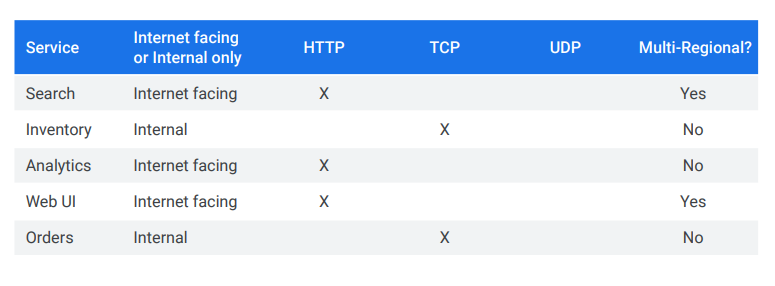 Service Internet facing or Internal only HTTP TCP UDP Multi-Regional?
Search Internet facing X Yes
Inventory Internal X No
Analytics Internet facing X No
Web UI Internet facing X Yes
Orders Internal X No